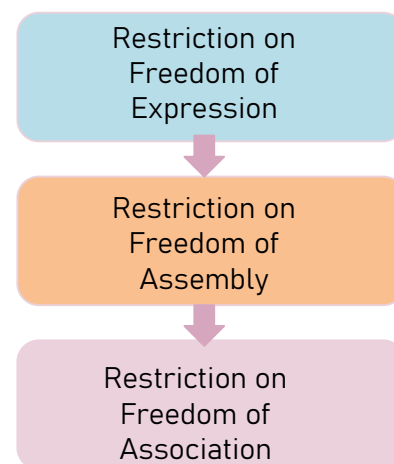 Restriction on
Freedom of
Expression
Restriction on
Freedom of
Assembly
Restriction on
Freedom of
Association